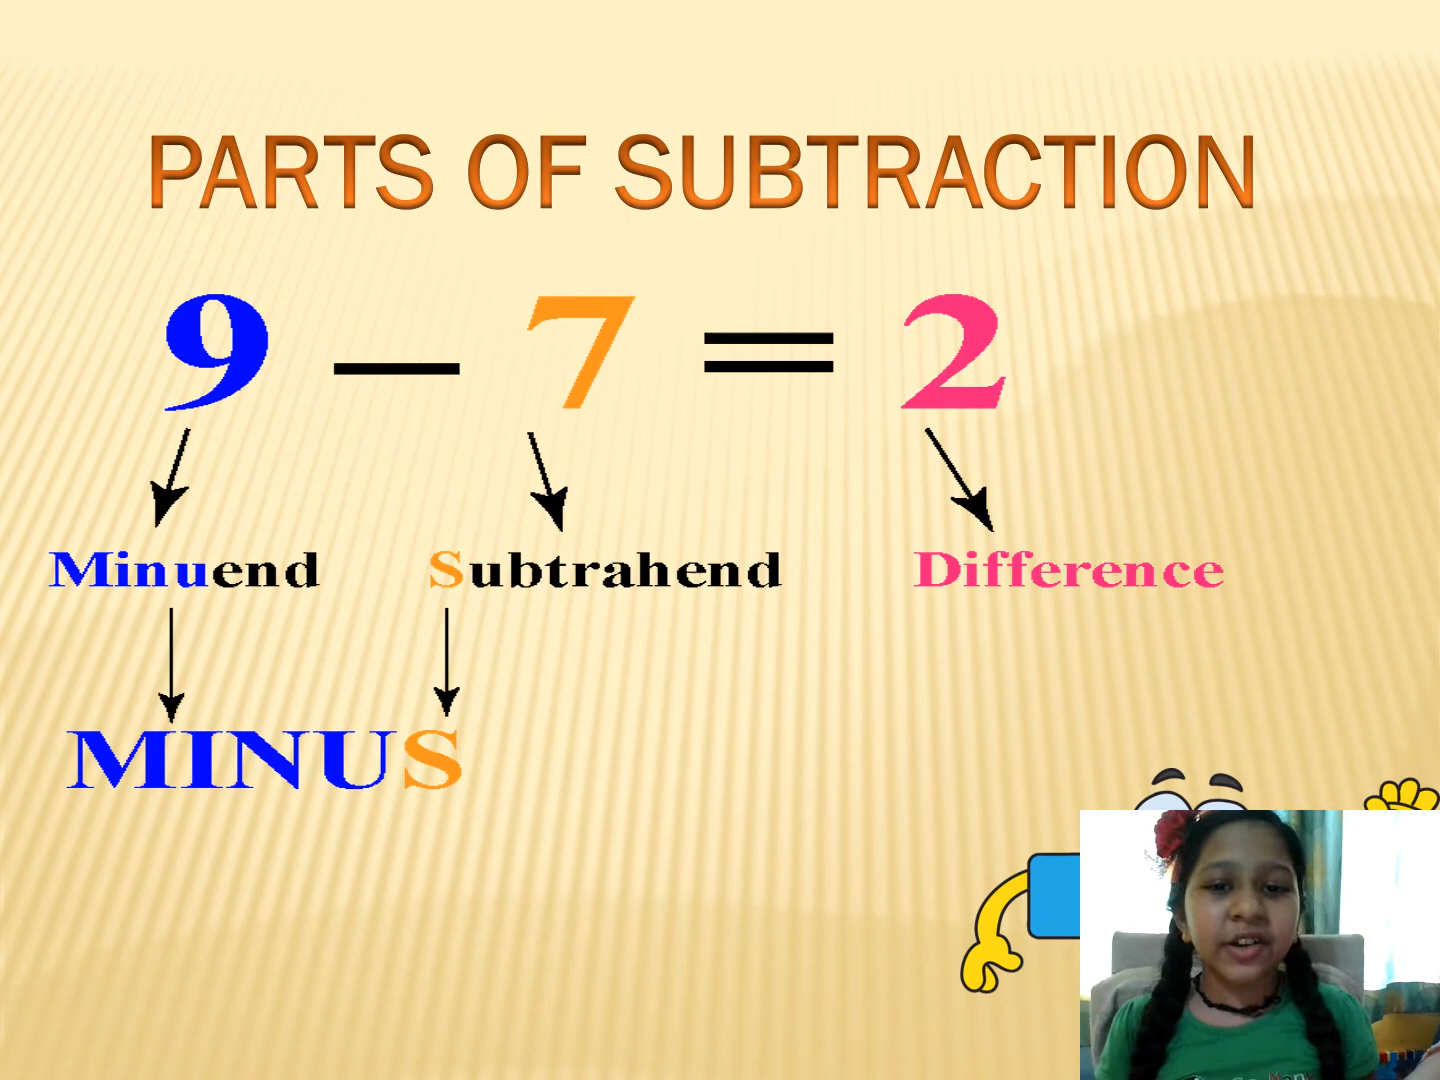 PARTS OF SUBTRACTION
9 – 7 = 2
Minuend Subtrahend Difference
MINUS